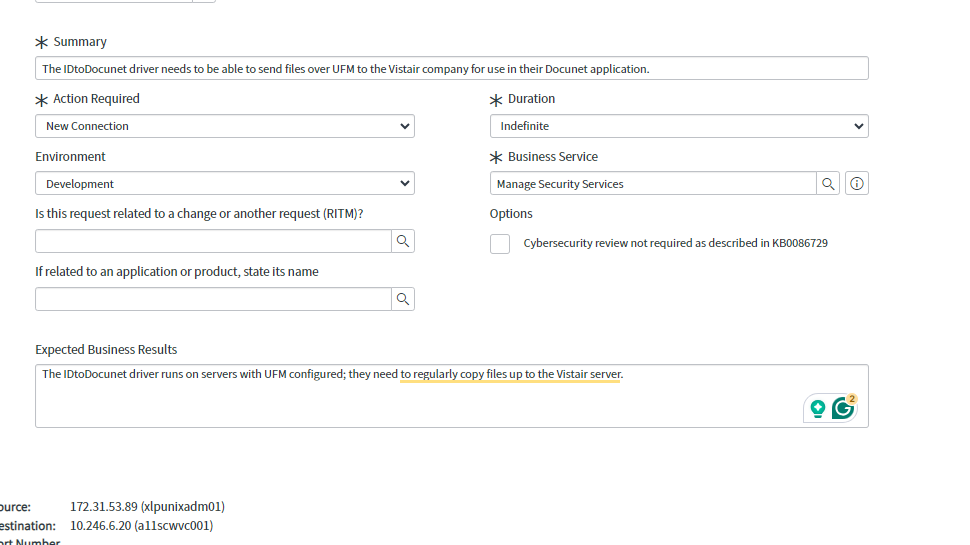 Summary
The IDtoDocunet driver needs to be able to send files over UFM to the Vistair company for use in their Docunet application.
Action Required
Duration
New Connection
Indefinite
Environment
Business Service
Development
Manage Security Services
Is this request related to a change or another request (RITM)?
Options
Cybersecurity review not required as described in KB0086729
If related to an application or product, state its name
Expected Business Results
The IDtoDocunet driver runs on servers with UFM configured; they need to regularly copy files up to the Vistair server.
2
ource: 172.31.53.89 (xlpunixadm01)
estination: 10.246.6.20 (a11scwvc001)
ort Number